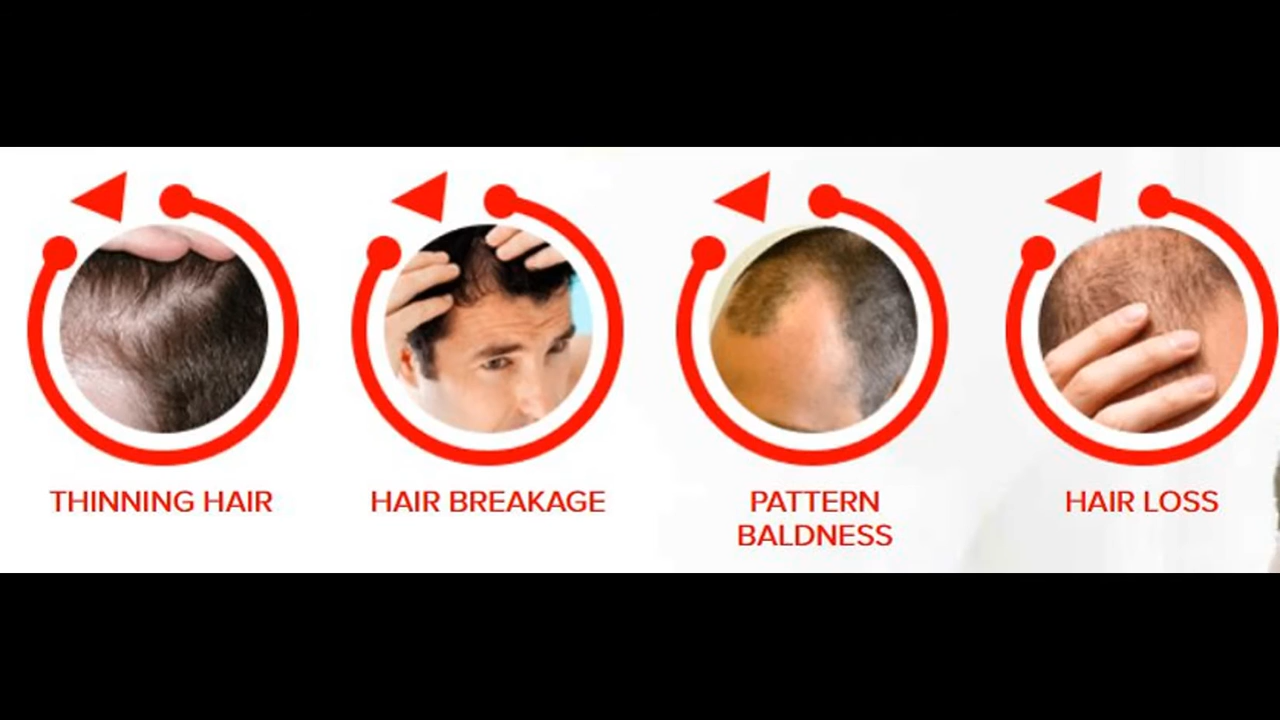 THINNING HAIR
HAIR BREAKAGE
PATTERN
BALDNESS
HAIR LOSS